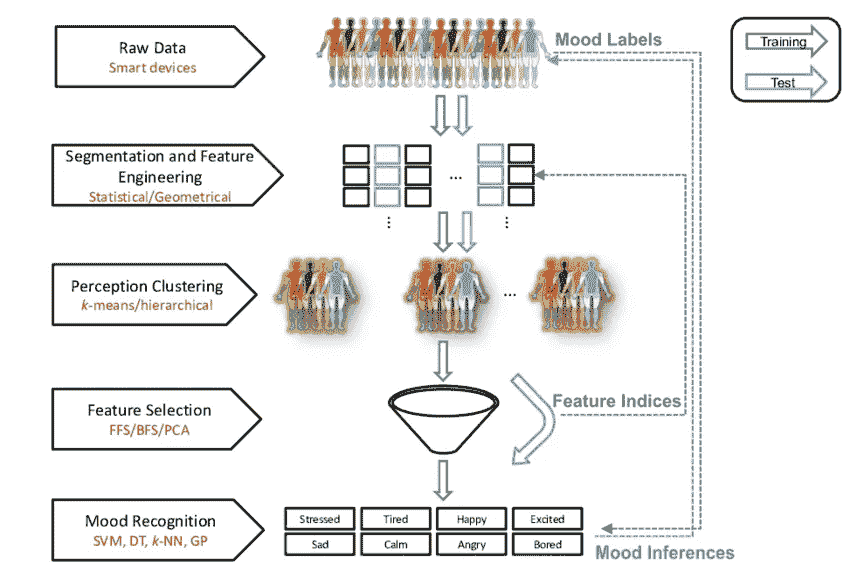 Raw Data
Smart devices
Mood Labels
Training
Test
Segmentation and Feature
Engineering
Statistical/Geometrical
...
...
...
Perception Clustering
k-means/hierarchical
...
Feature Selection
FFS/BFS/PCA
Feature Indices
Mood Recognition
SVM, DT, k-NN, GP
Stressed
Tired
Happy
Excited
Sad
Calm
Angry
Bored
Mood Inferences